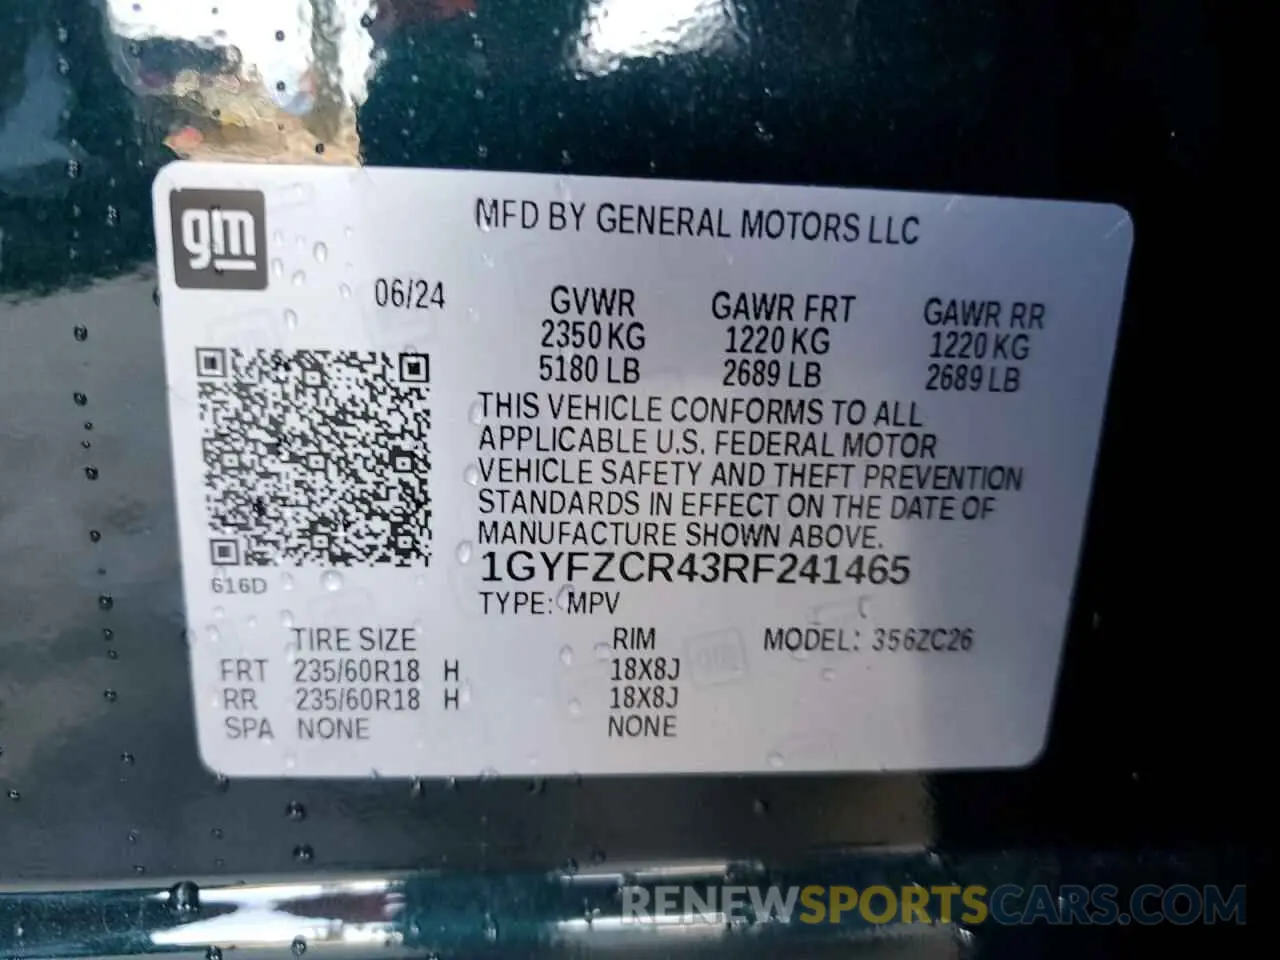 gm
MFD BY GENERAL MOTORS LLC
06/24
GVWR GAWR FRT GAWR RR
2350 KG 1220 KG 1220 KG
5180 LB 2689 LB 2689 LB
THIS VEHICLE CONFORMS TO ALL
APPLICABLE U.S. FEDERAL MOTOR
VEHICLE SAFETY AND THEFT PREVENTION
STANDARDS IN EFFECT ON THE DATE OF
MANUFACTURE SHOWN ABOVE.
616D
1GYFZCR43RF241465
TYPE: MPV
TIRE SIZE RIM MODEL: 356ZC26
FRT 235/60R18 H 18X8J
RR 235/60R18 H 18X8J
SPA NONE NONE
RENEWSPORTSCARS.COM